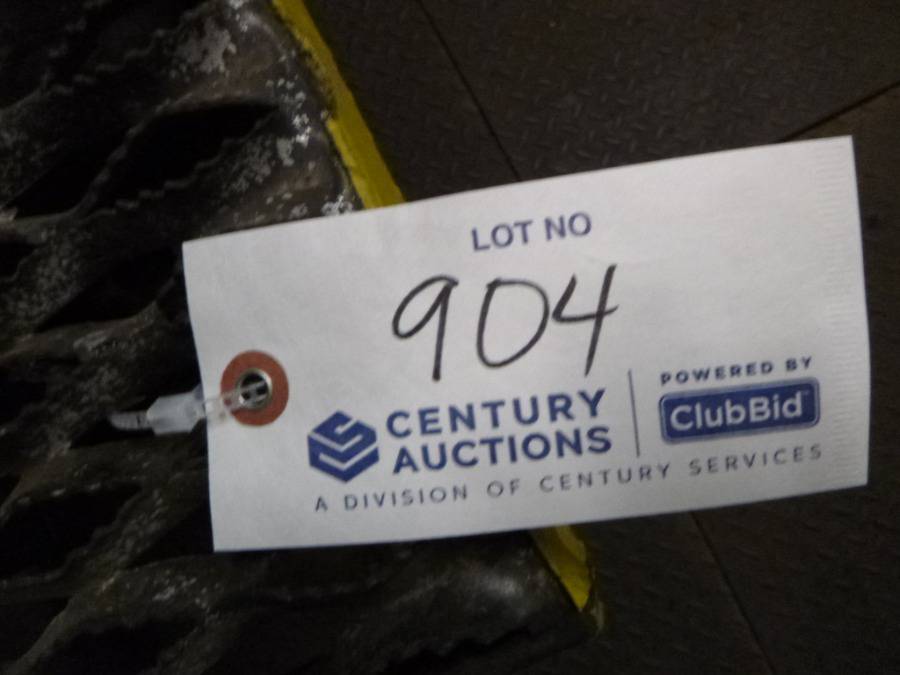 LOT NO
904
CENTURY
AUCTIONS
POWERED BY
ClubBid
A DIVISION OF CENTURY SERVICES